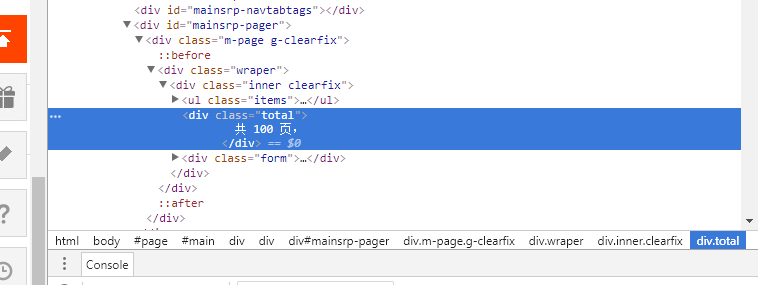 <div id="mainsrp-navtabtags"></div>
▼<div id="mainsrp-pager">
▼<div class="m-page g-clearfix">
::before
▼<div class="wraper">
▼<div class="inner clearfix">
▶<ul class="items">…</ul>
… <div class="total">
共 100 页，
</div> == $0
▶<div class="form">…</div>
</div>
</div>
::after
</div>
html body #page #main div div div#mainsrp-pager div.m-page.g-clearfix div.wraper div.inner.clearfix div.total
Console